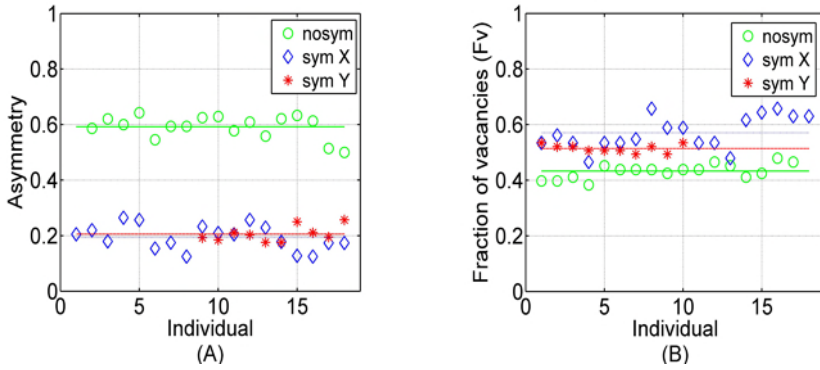 1
0.8
0.6
0.4
0.2
0
Asymmetry
nosym
sym X
sym Y
0
5
10
15
Individual
(A)
1
0.8
0.6
0.4
0.2
0
Fraction of vacancies (Fv)
nosym
sym X
sym Y
0
5
10
15
Individual
(B)